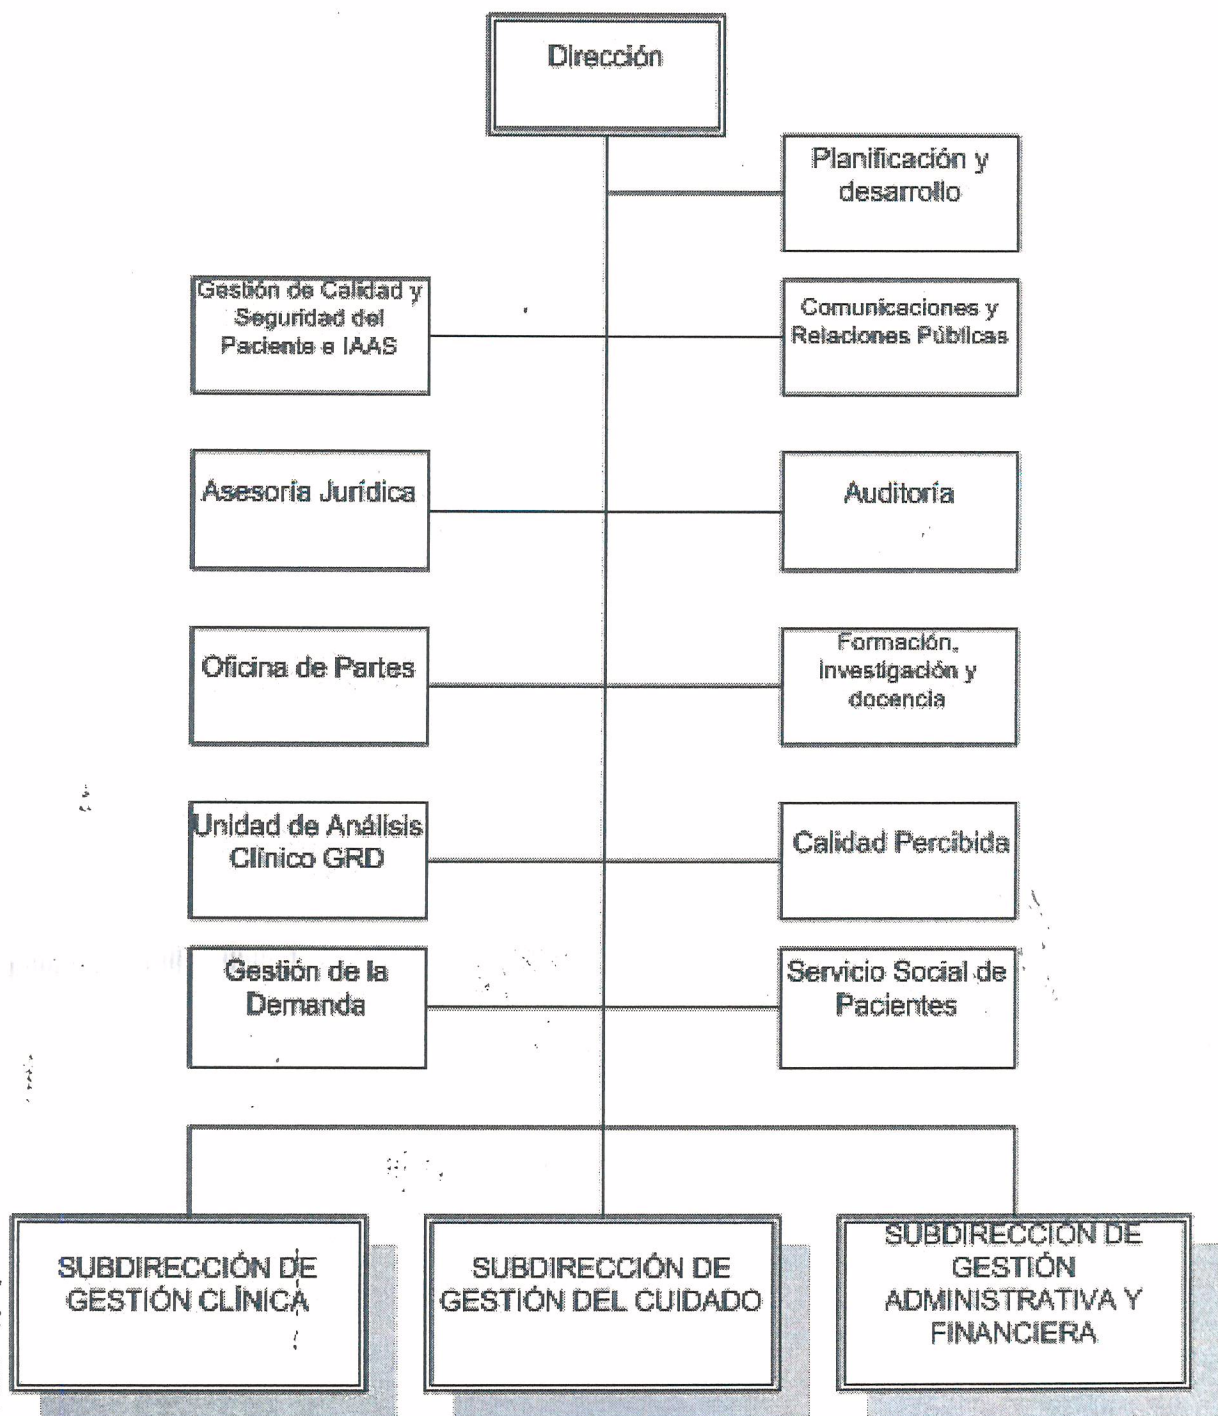 Dirección
Planificación y
desarrollo
Gestión de Calidad y
Seguridad del
Paciente e IAAS
Comunicaciones y
Relaciones Públicas
Asesoría Jurídica
Auditoría
Oficina de Partes
Formación,
investigación y
docencia
Unidad de Análisis
Clínico GRD
Calidad Percibida
Gestión de la
Demanda
Servicio Social de
Pacientes
SUBDIRECCIÓN DE
GESTIÓN CLÍNICA
SUBDIRECCIÓN DE
GESTIÓN DEL CUIDADO
SUBDIRECCIÓN DE
GESTIÓN
ADMINISTRATIVA Y
FINANCIERA